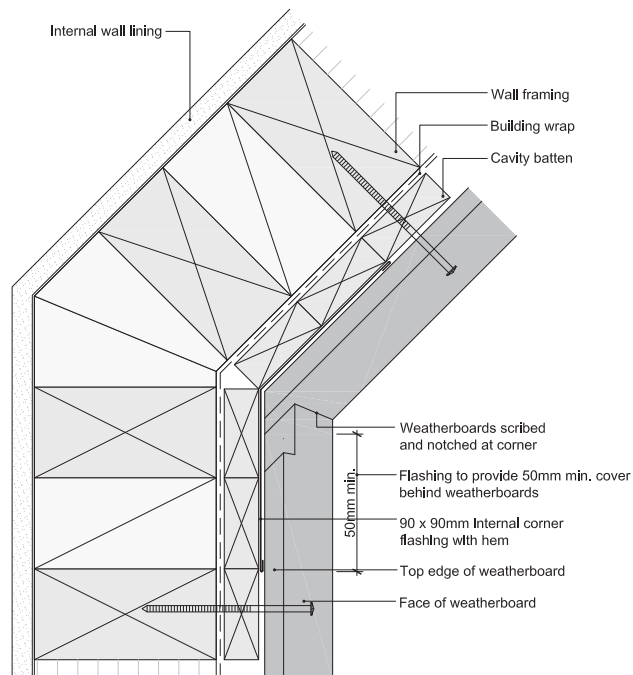 Internal wall lining
Wall framing
Building wrap
Cavity batten
Weatherboards scribed
and notched at corner
Flashing to provide 50mm min. cover
behind weatherboards
50mm min.
90 x 90mm internal corner
flashing with hem
Top edge of weatherboard
Face of weatherboard